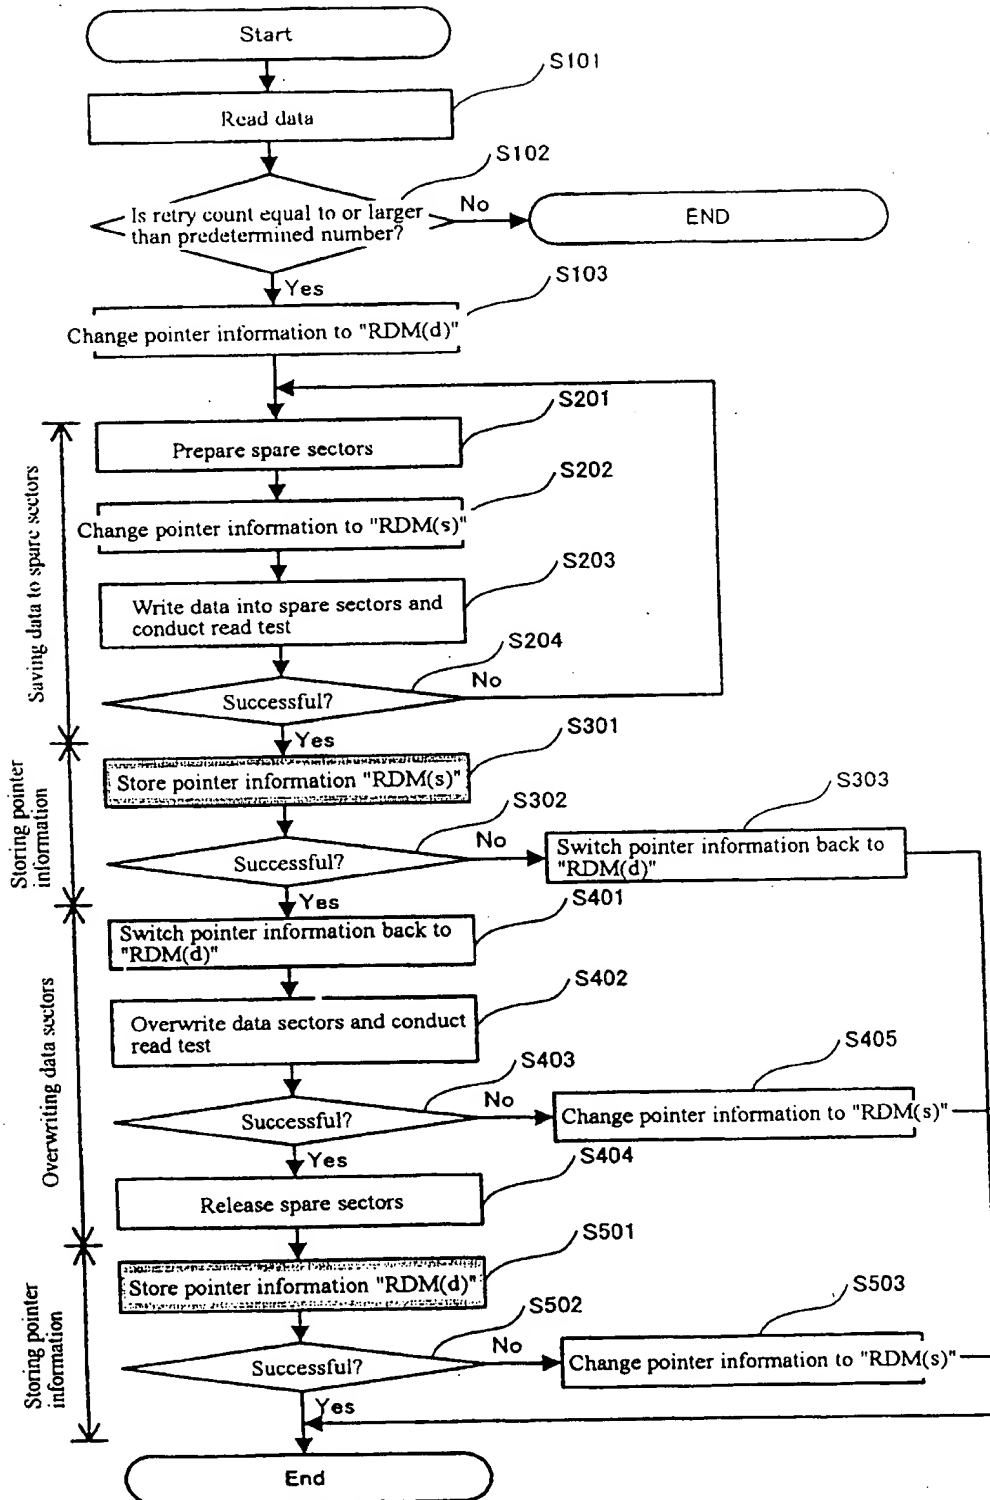 Start
S101
Read data
S102
Is retry count equal to or larger
than predetermined number?
No
END
Yes
S103
Change pointer information to "RDM(d)"
S201
Prepare spare sectors
S202
Change pointer information to "RDM(s)"
S203
Write data into spare sectors and
conduct read test
S204
Successful?
No
Yes
Saving data to spare sectors
S301
Store pointer information "RDM(s)"
S302
Successful?
No
S303
Switch pointer information back to
"RDM(d)"
Yes
Storing pointer
information
S401
Switch pointer information back to
"RDM(d)"
S402
Overwrite data sectors and conduct
read test
S403
Successful?
No
S405
Change pointer information to "RDM(s)"
Yes
S404
Release spare sectors
Overwriting data sectors
S501
Store pointer information "RDM(d)"
S502
Successful?
No
S503
Change pointer information to "RDM(s)"
Yes
Storing pointer
information
End